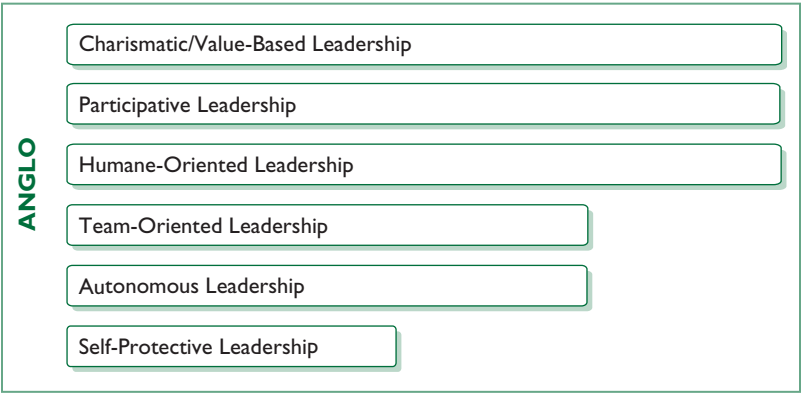 ANGLO
Charismatic/Value-Based Leadership
Participative Leadership
Humane-Oriented Leadership
Team-Oriented Leadership
Autonomous Leadership
Self-Protective Leadership